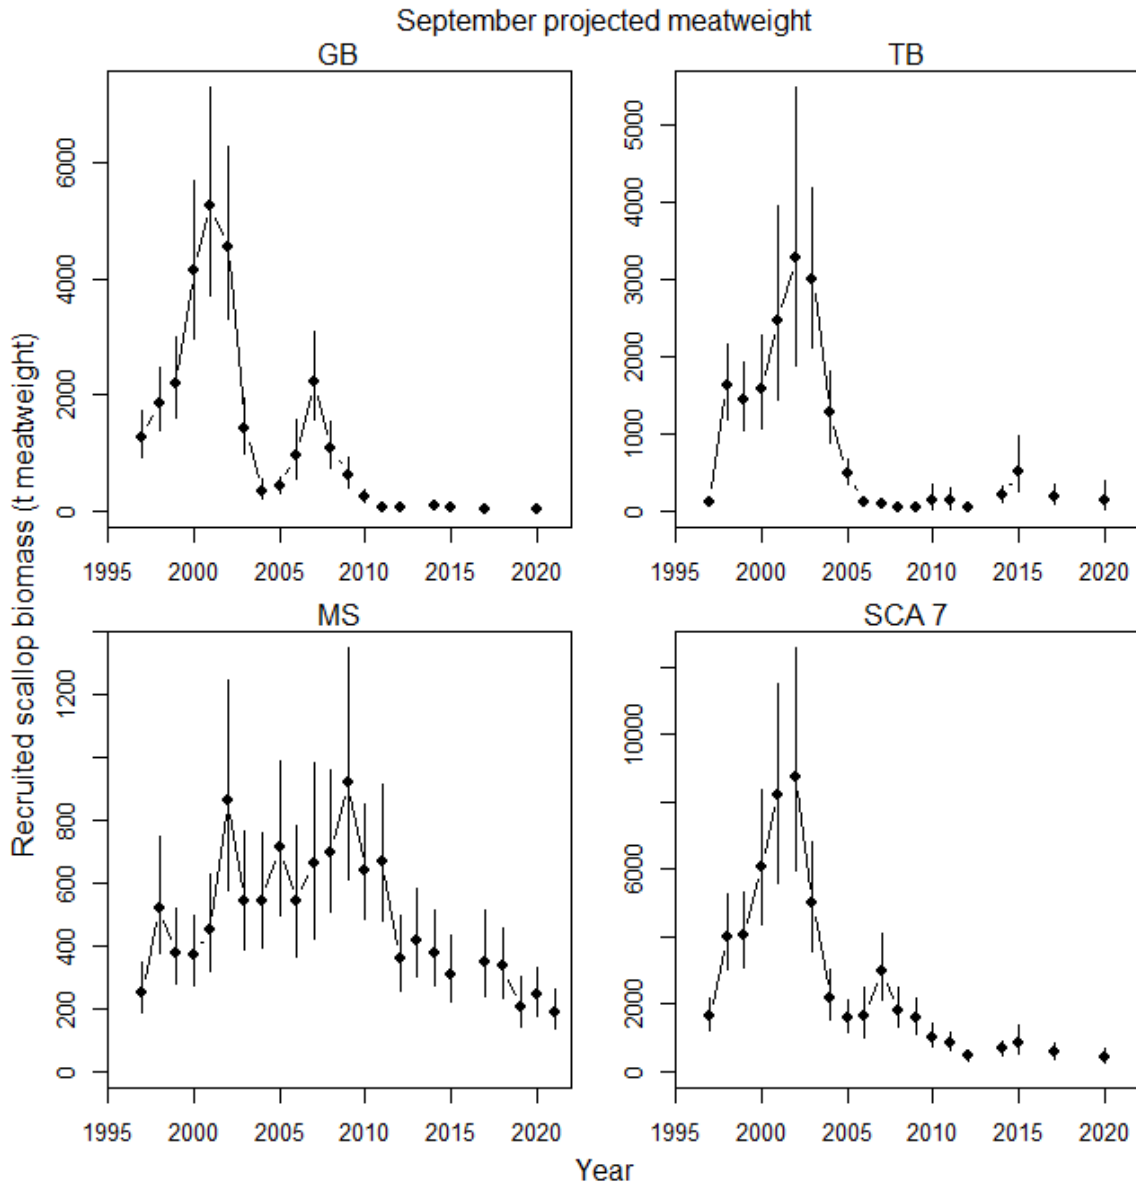 September projected meatweight
GB
TB
6000
4000
2000
0
5000
4000
3000
2000
1000
0
1995 2000 2005 2010 2015 2020
1995 2000 2005 2010 2015 2020
MS
SCA 7
1200
800
600
400
200
0
10000
6000
2000
0
1995 2000 2005 2010 2015 2020
1995 2000 2005 2010 2015 2020
Recruited scallop biomass (t meatweight)
Year